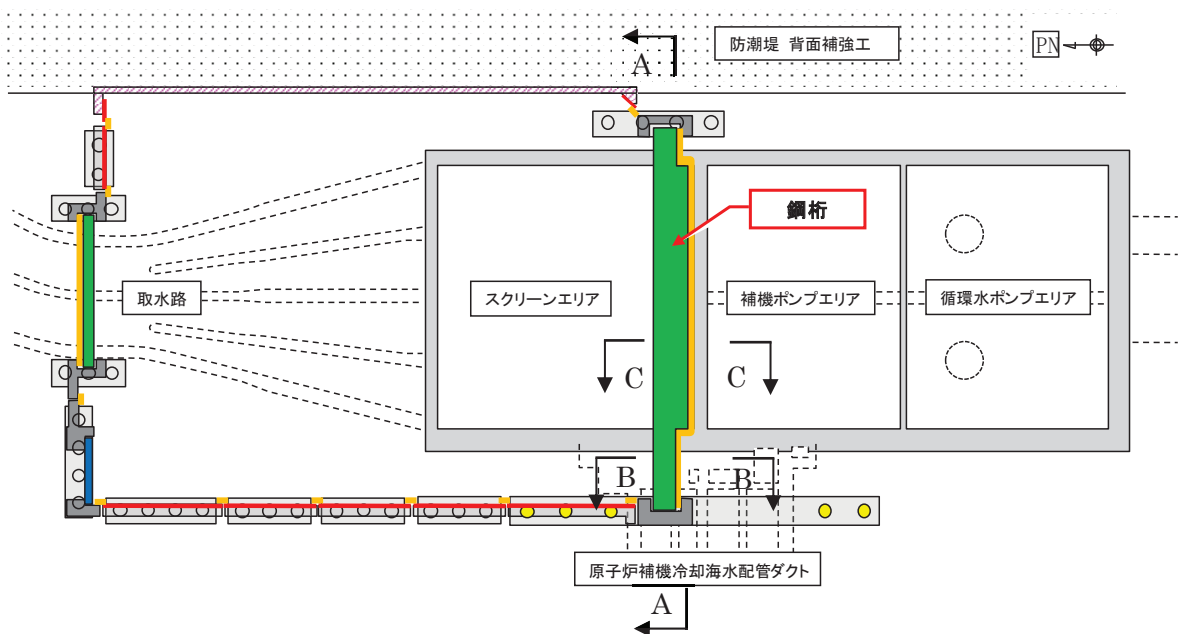 防潮堤 背面補強工
PN
A
鋼桁
取水路
スクリーンエリア
補機ポンプエリア
循環水ポンプエリア
C
C
B
B
原子炉補機冷却海水配管ダクト
A